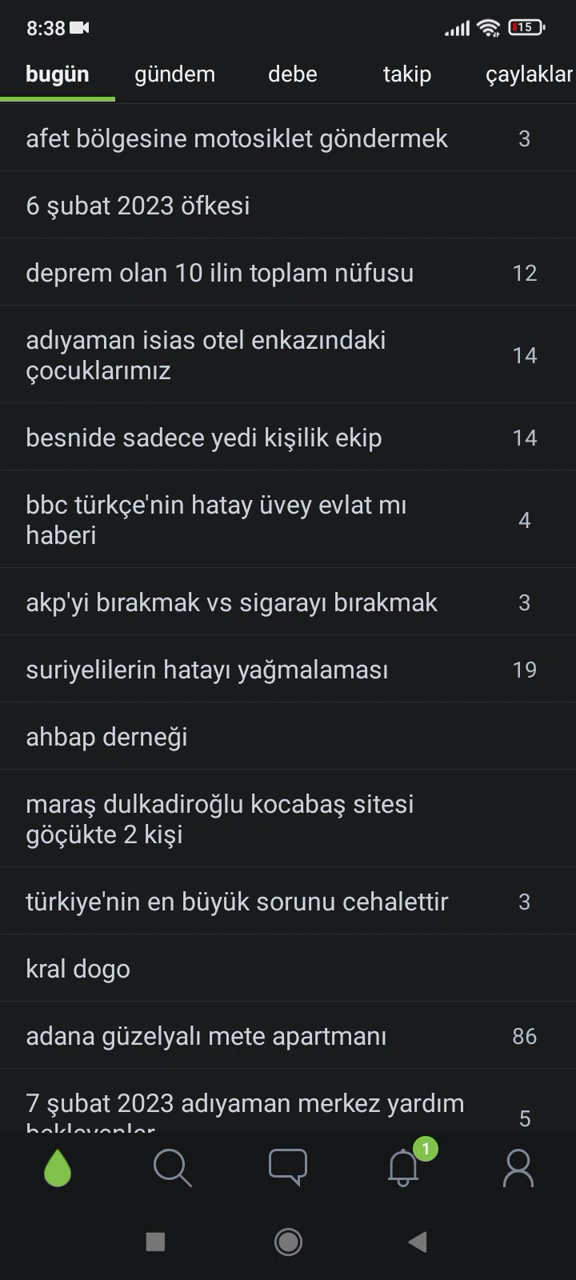 8:38
15
bugün gündem debe takip çaylaklar
afet bölgesine motosiklet göndermek 3
6 şubat 2023 öfkesi
deprem olan 10 ilin toplam nüfusu 12
adıyaman isias otel enkazındaki
çocuklarımız 14
besnide sadece yedi kişilik ekip 14
bbc türkçe'nin hatay üvey evlat mı
haberi 4
akp'yi bırakmak vs sigarayı bırakmak 3
suriyelilerin hatayı yağmalaması 19
ahbap derneği
maraş dulkadiroğlu kocabaş sitesi
göçükte 2 kişi
türkiye'nin en büyük sorunu cehalettir 3
kral dogo
adana güzelyalı mete apartmanı 86
7 şubat 2023 adıyaman merkez yardım
bekleyenler 5
1